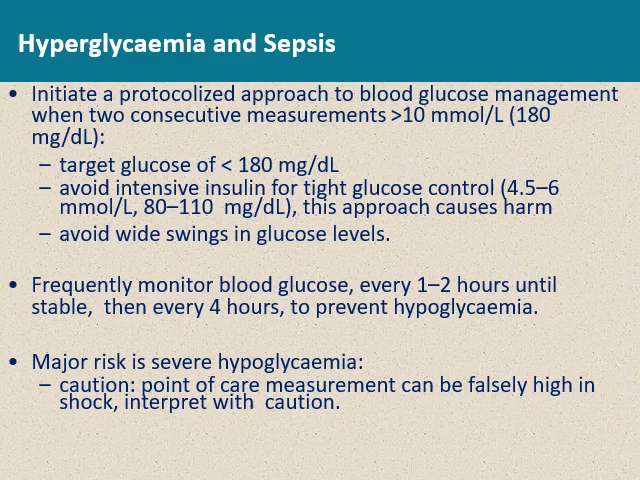 Hyperglycaemia and Sepsis
• Initiate a protocolized approach to blood glucose management
when two consecutive measurements >10 mmol/L (180
mg/dL):
– target glucose of < 180 mg/dL
– avoid intensive insulin for tight glucose control (4.5–6
mmol/L, 80–110 mg/dL), this approach causes harm
– avoid wide swings in glucose levels.
• Frequently monitor blood glucose, every 1–2 hours until
stable, then every 4 hours, to prevent hypoglycaemia.
• Major risk is severe hypoglycaemia:
– caution: point of care measurement can be falsely high in
shock, interpret with caution.